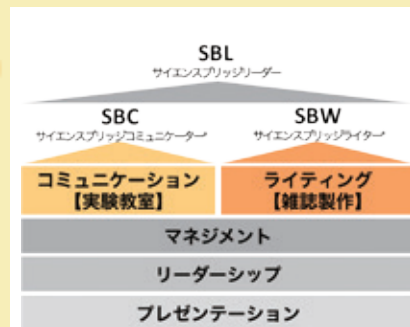 SBL
サイエンスブリッジリーダー
SBC
サイエンスブリッジコミュニケーター
SBW
サイエンスブリッジライター
コミュニケーション
【実験教室】
ライティング
【雑誌製作】
マネジメント
リーダーシップ
プレゼンテーション